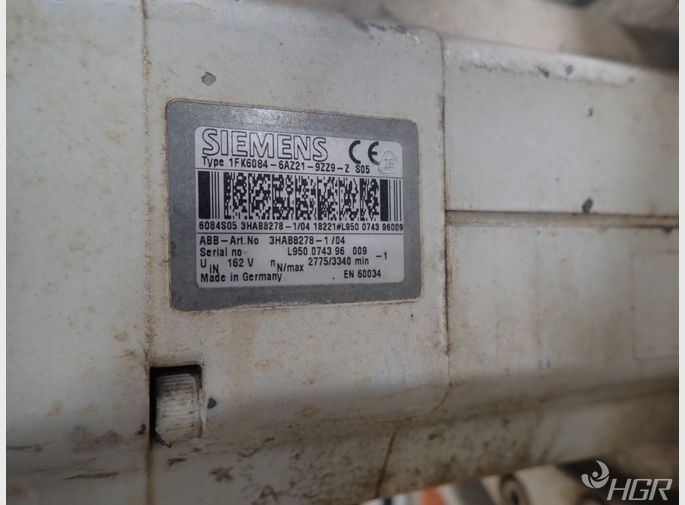 SIEMENS CE
Type 1FK6084-6AZ21-9ZZ9-Z S05
6084S05 3HAB8278-1/04 18221#L950 0743 96009
ABB-Art.No 3HAB8278-1/04
Serial no L950 0743 96 009
U IN 162 V n N/max 2775/3340 min -1
Made in Germany EN 60034
HGR